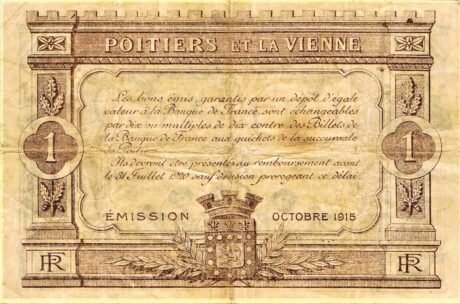 POITIERS ET LA VIENNE
Les bons émis, garantis par un dépôt d'égale
valeur à la Banque de France, sont échangeables
par dix ou multiples de dix contre des Billets de
la Banque de France aux guichets de la succursale
de Poitiers.
Ils devront être présentés au remboursement avant
le 31 Juillet 1920 sauf décision prorogeant ce délai.
1
1
ÉMISSION OCTOBRE 1915
RF
RF